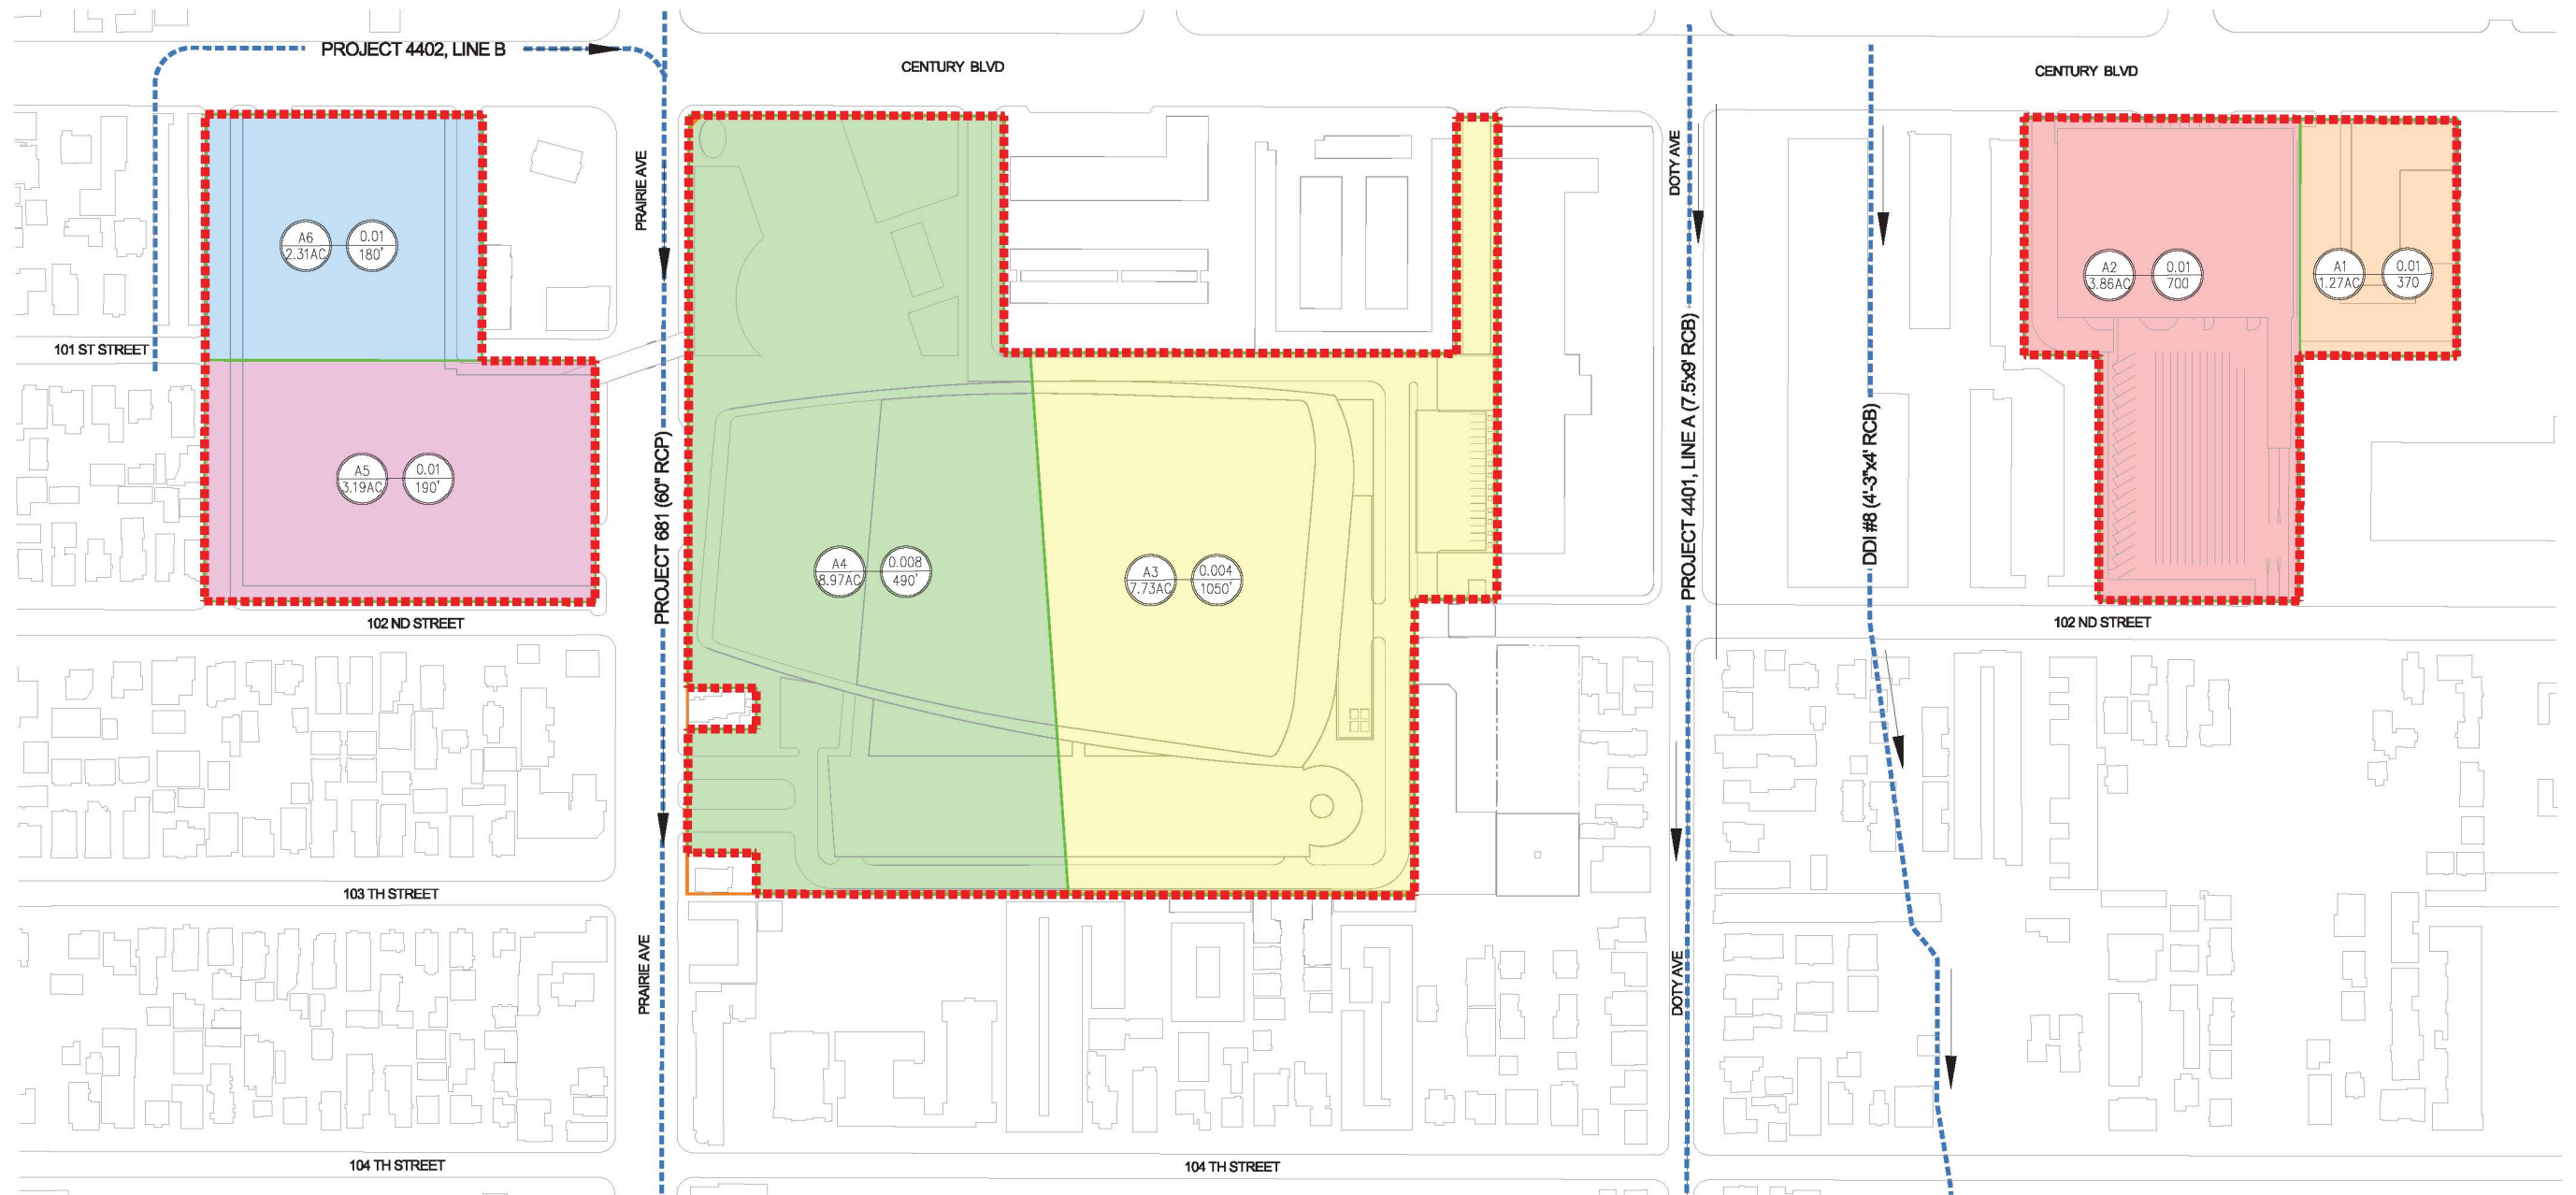 PROJECT 4402, LINE B
CENTURY BLVD
CENTURY BLVD
PRAIRIE AVE
DOTY AVE
A6
2.31AC
0.01
180'
A2
3.86AC
0.01
700
A1
1.27AC
0.01
370
101 ST STREET
PROJECT 4401, LINE A (7.5'x9' RCB)
DDI #8 (4'-3"x4' RCB)
A5
3.19AC
0.01
190'
PROJECT 681 (60" RCP)
A4
8.97AC
0.008
490'
A3
7.73AC
0.004
1050'
102 ND STREET
102 ND STREET
103 TH STREET
PRAIRIE AVE
DOTY AVE
104 TH STREET
104 TH STREET